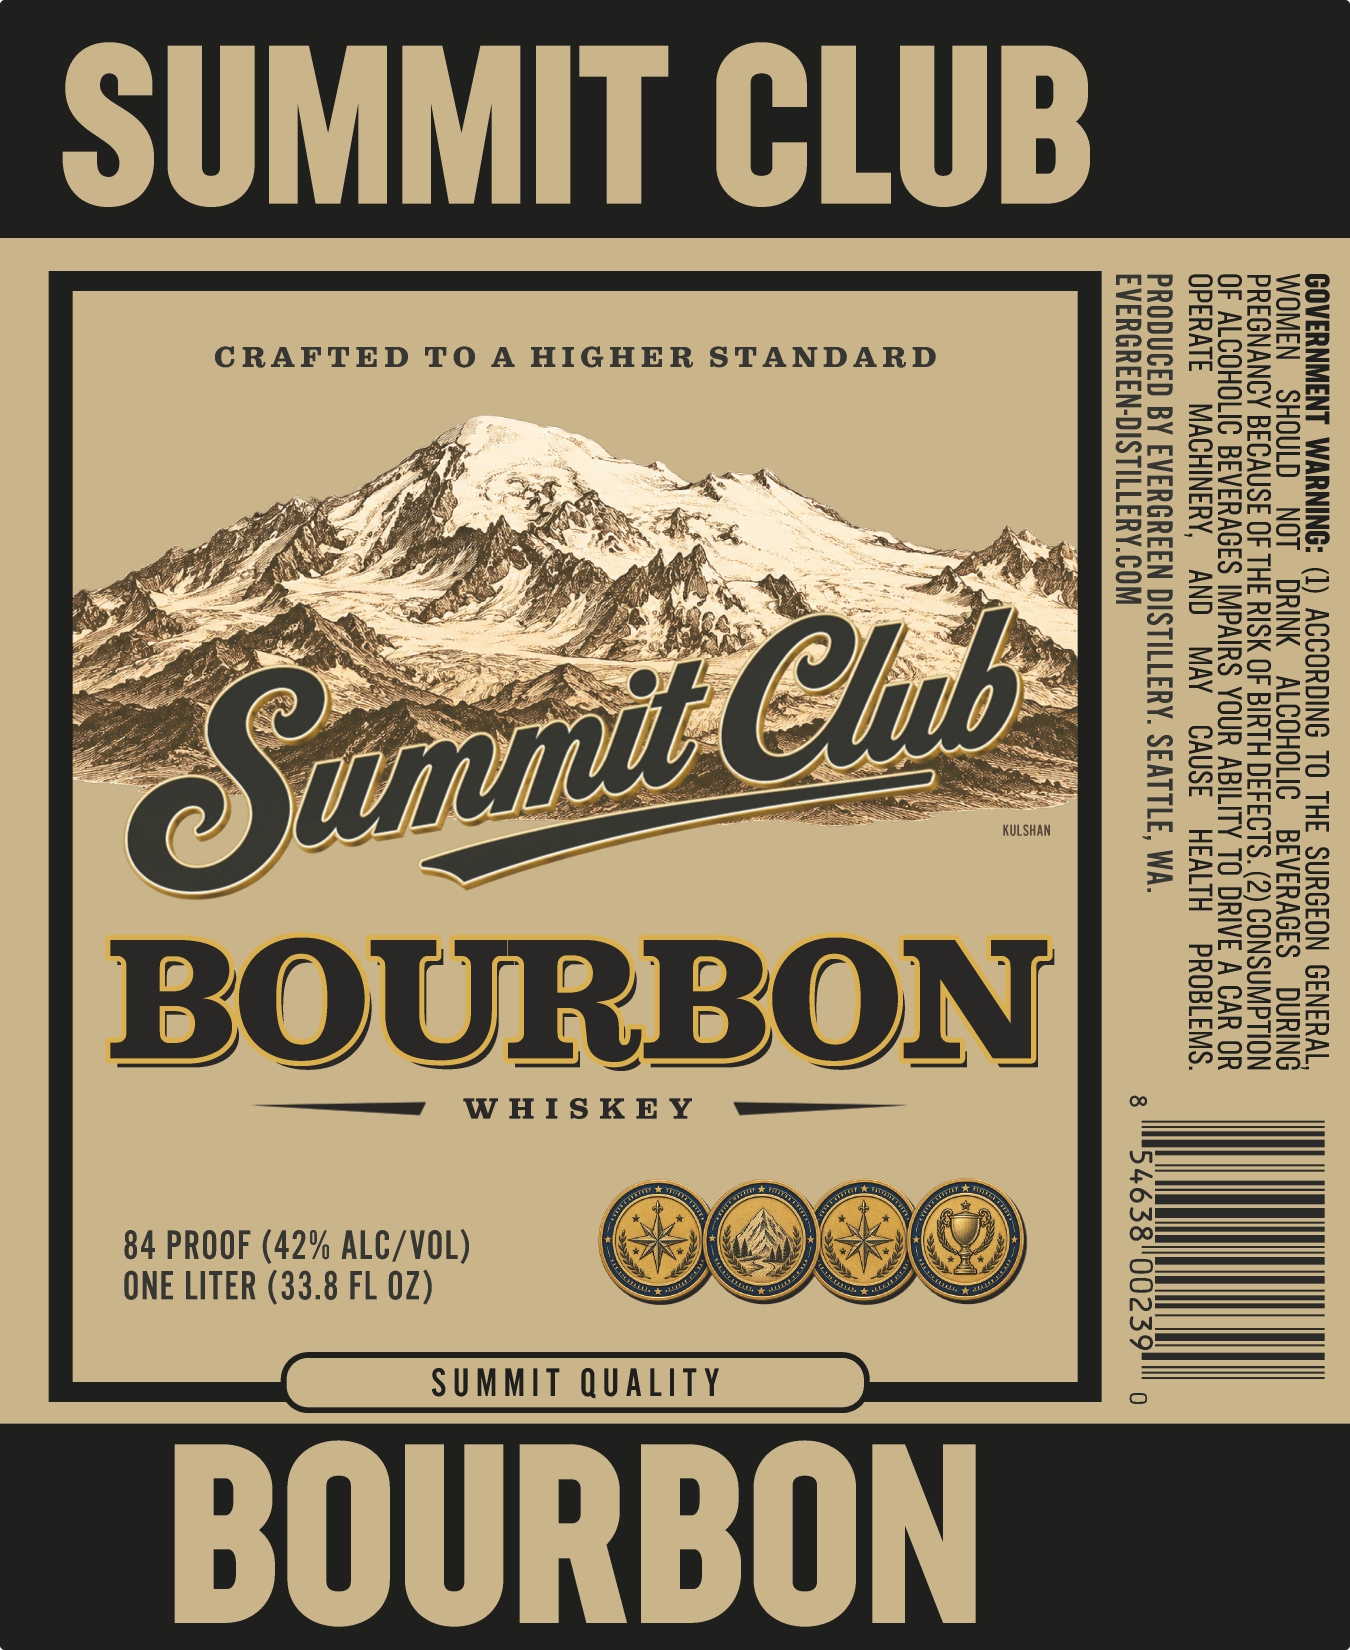 SUMMIT CLUB
CRAFTED TO A HIGHER STANDARD
Summit Club
KULSHAN
BOURBON
WHISKEY
84 PROOF (42% ALC/VOL)
ONE LITER (33.8 FL OZ)
SUMMIT QUALITY
BOURBON
GOVERNMENT WARNING: (1) ACCORDING TO THE SURGEON GENERAL,
WOMEN SHOULD NOT DRINK ALCOHOLIC BEVERAGES DURING
PREGNANCY BECAUSE OF THE RISK OF BIRTH DEFECTS. (2) CONSUMPTION
OF ALCOHOLIC BEVERAGES IMPAIRS YOUR ABILITY TO DRIVE A CAR OR
OPERATE MACHINERY, AND MAY CAUSE HEALTH PROBLEMS.
PRODUCED BY EVERGREEN DISTILLERY. SEATTLE, WA.
EVERGREEN-DISTILLERY.COM
8 54638 00239 0